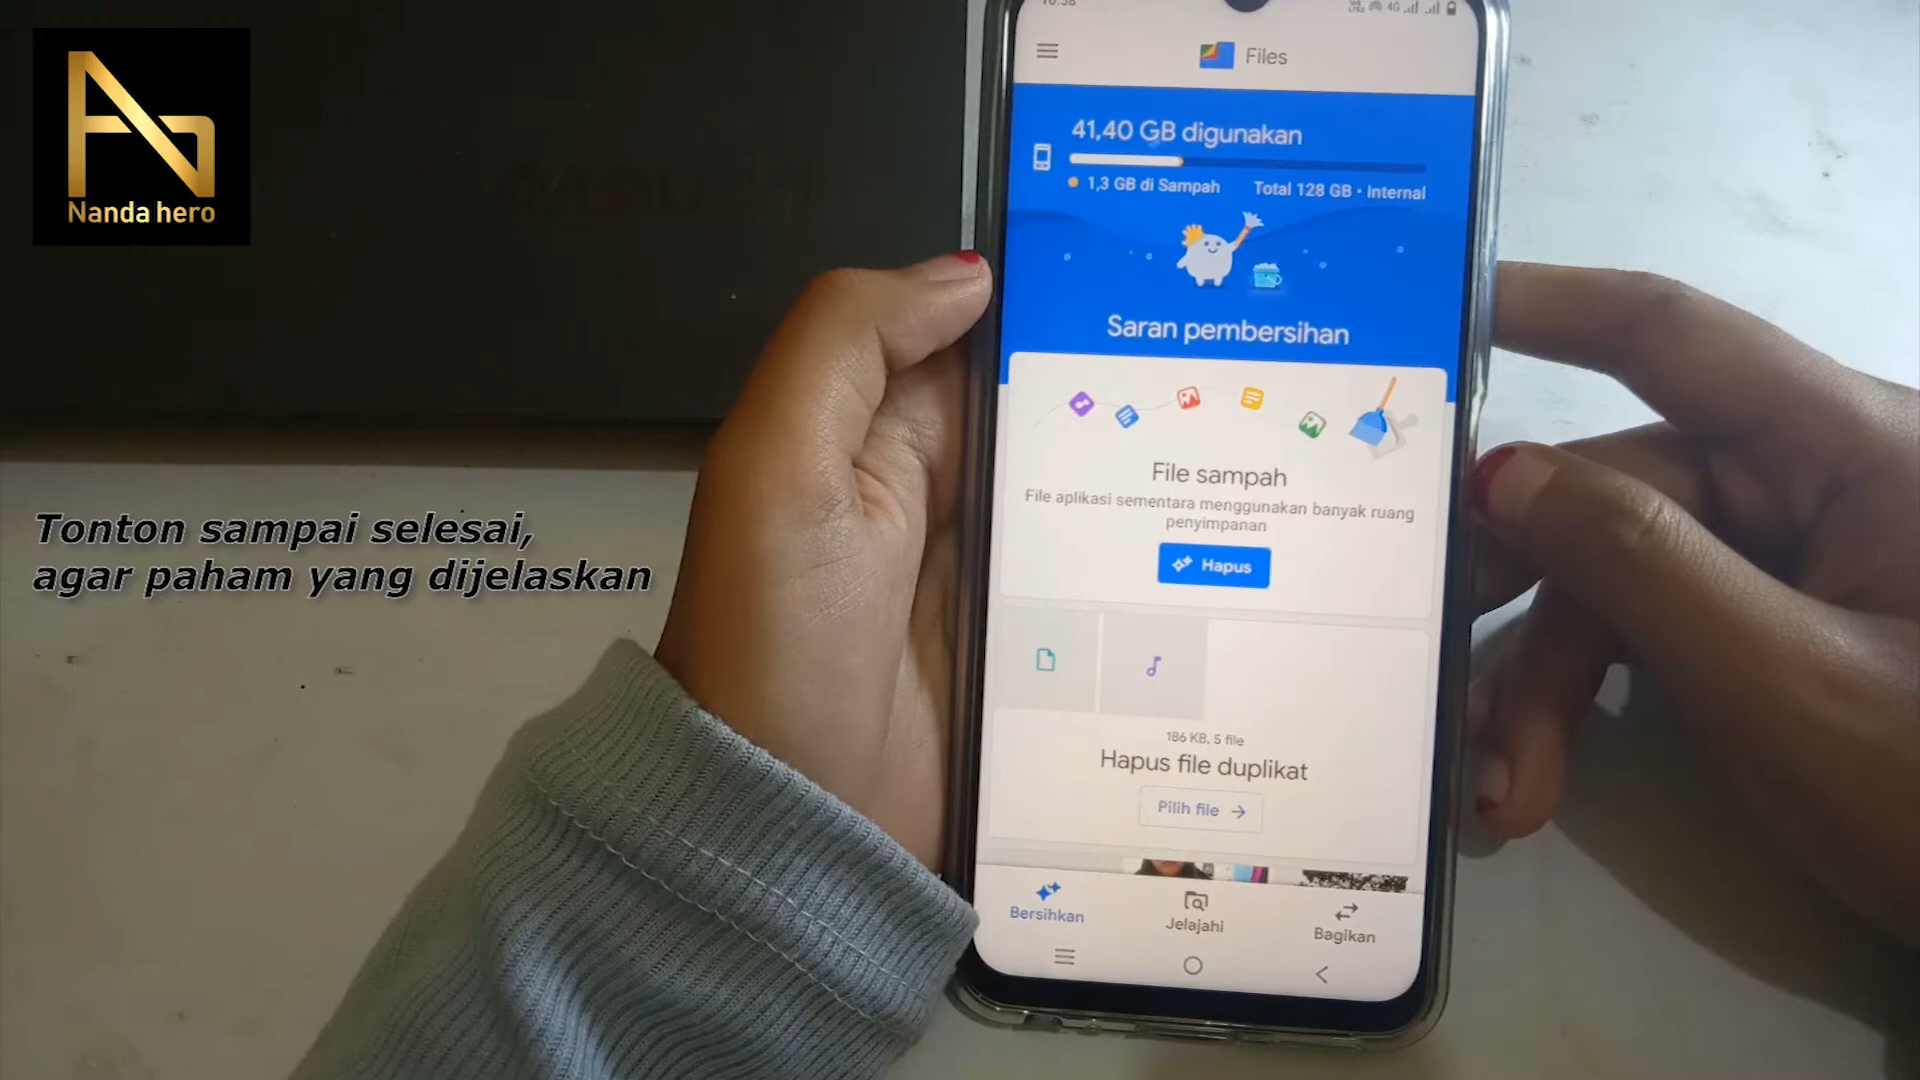 Nanda hero
Tonton sampai selesai,
agar paham yang dijelaskan
4G
Files
41,40 GB digunakan
1,3 GB di Sampah
Total 128 GB • Internal
Saran pembersihan
File sampah
File aplikasi sementara menggunakan banyak ruang
penyimpanan
Hapus
186 KB, 5 file
Hapus file duplikat
Pilih file
Bersihkan
Jelajahi
Bagikan